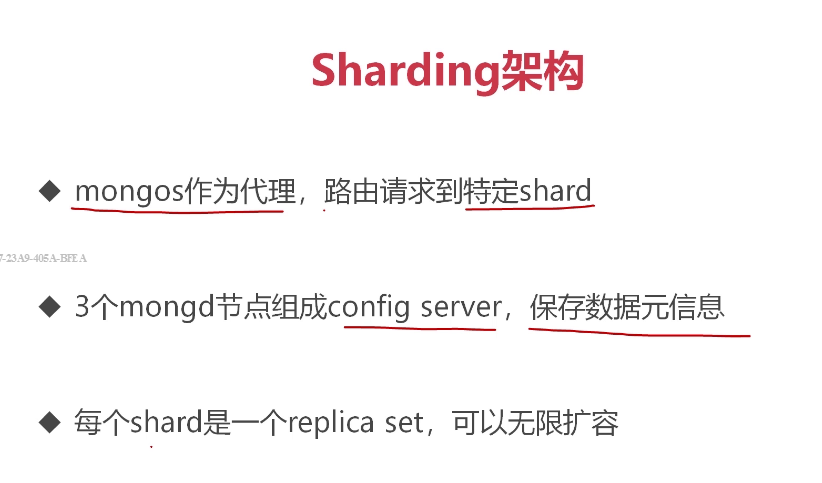 Sharding架构
◆ mongos作为代理，路由请求到特定shard
7-23A9-405A-BFEA
◆ 3个mongd节点组成config server，保存数据元信息
◆ 每个shard是一个replica set，可以无限扩容